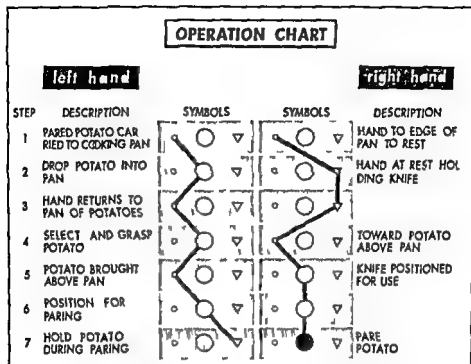 OPERATION CHART
left hand
right hand
STEP DESCRIPTION SYMBOLS SYMBOLS DESCRIPTION
1 PARED POTATO CAR HAND TO EDGE OF
RIED TO COOKING PAN PAN TO REST
2 DROP POTATO INTO HAND AT REST HOL
PAN DING KNIFE
3 HAND RETURNS TO
PAN OF POTATOES
4 SELECT AND GRASP TOWARD POTATO
POTATO ABOVE PAN
5 POTATO BROUGHT KNIFE POSITIONED
ABOVE PAN FOR USE
6 POSITION FOR
PARING
7 HOLD POTATO PARE
DURING PARING POTATO